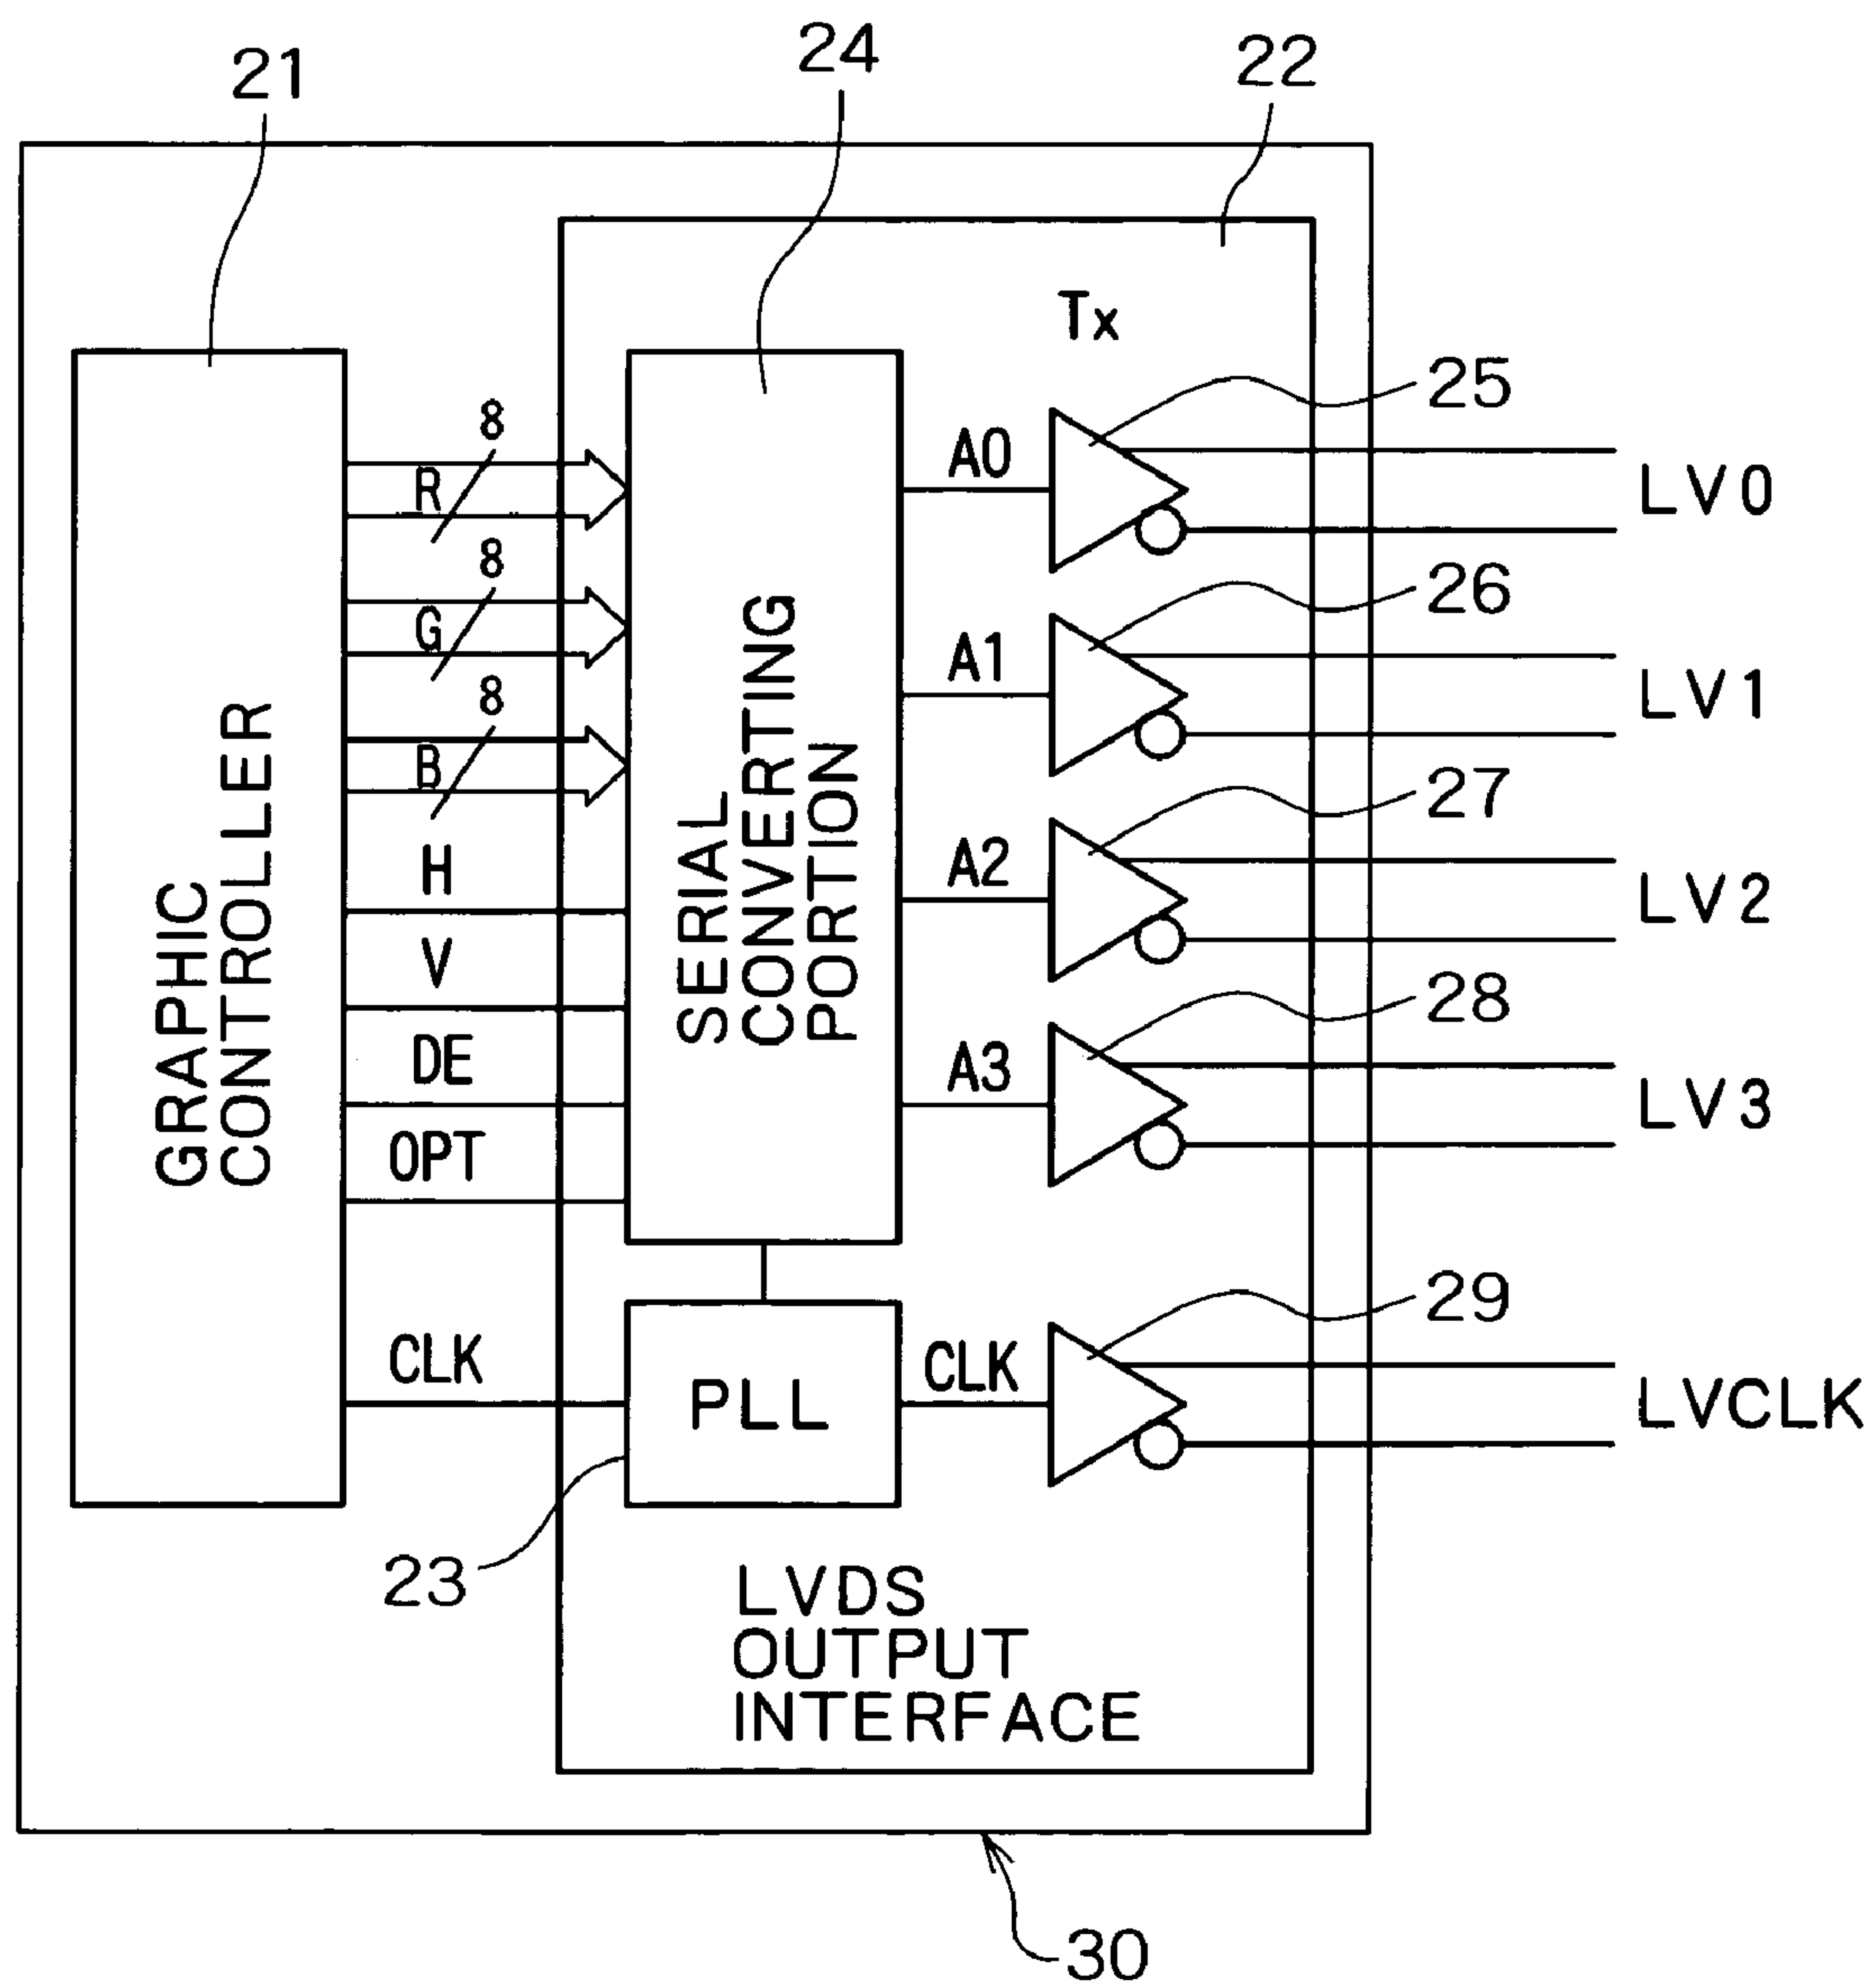 21
24
22
Tx
25
8
R
A0
LV0
8
G
26
A1
LV1
8
B
27
H
A2
LV2
V
28
DE
A3
LV3
OPT
GRAPHIC
CONTROLLER
SERIAL
CONVERTING
PORTION
29
CLK
PLL
CLK
LVCLK
23
LVDS
OUTPUT
INTERFACE
30